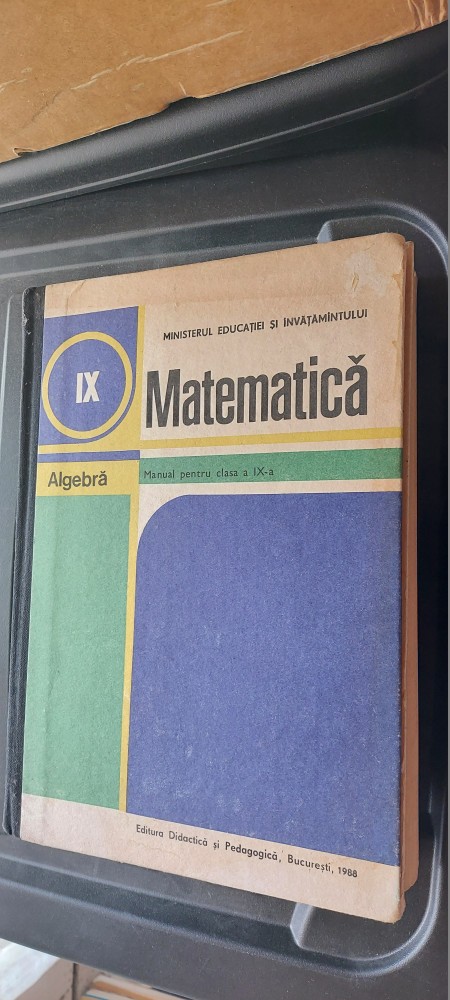 MINISTERUL EDUCAȚIEI ȘI ÎNVĂȚĂMÎNTULUI
IX
Matematică
Algebră
Manual pentru clasa a IX-a
Editura Didactică și Pedagogică, București, 1988